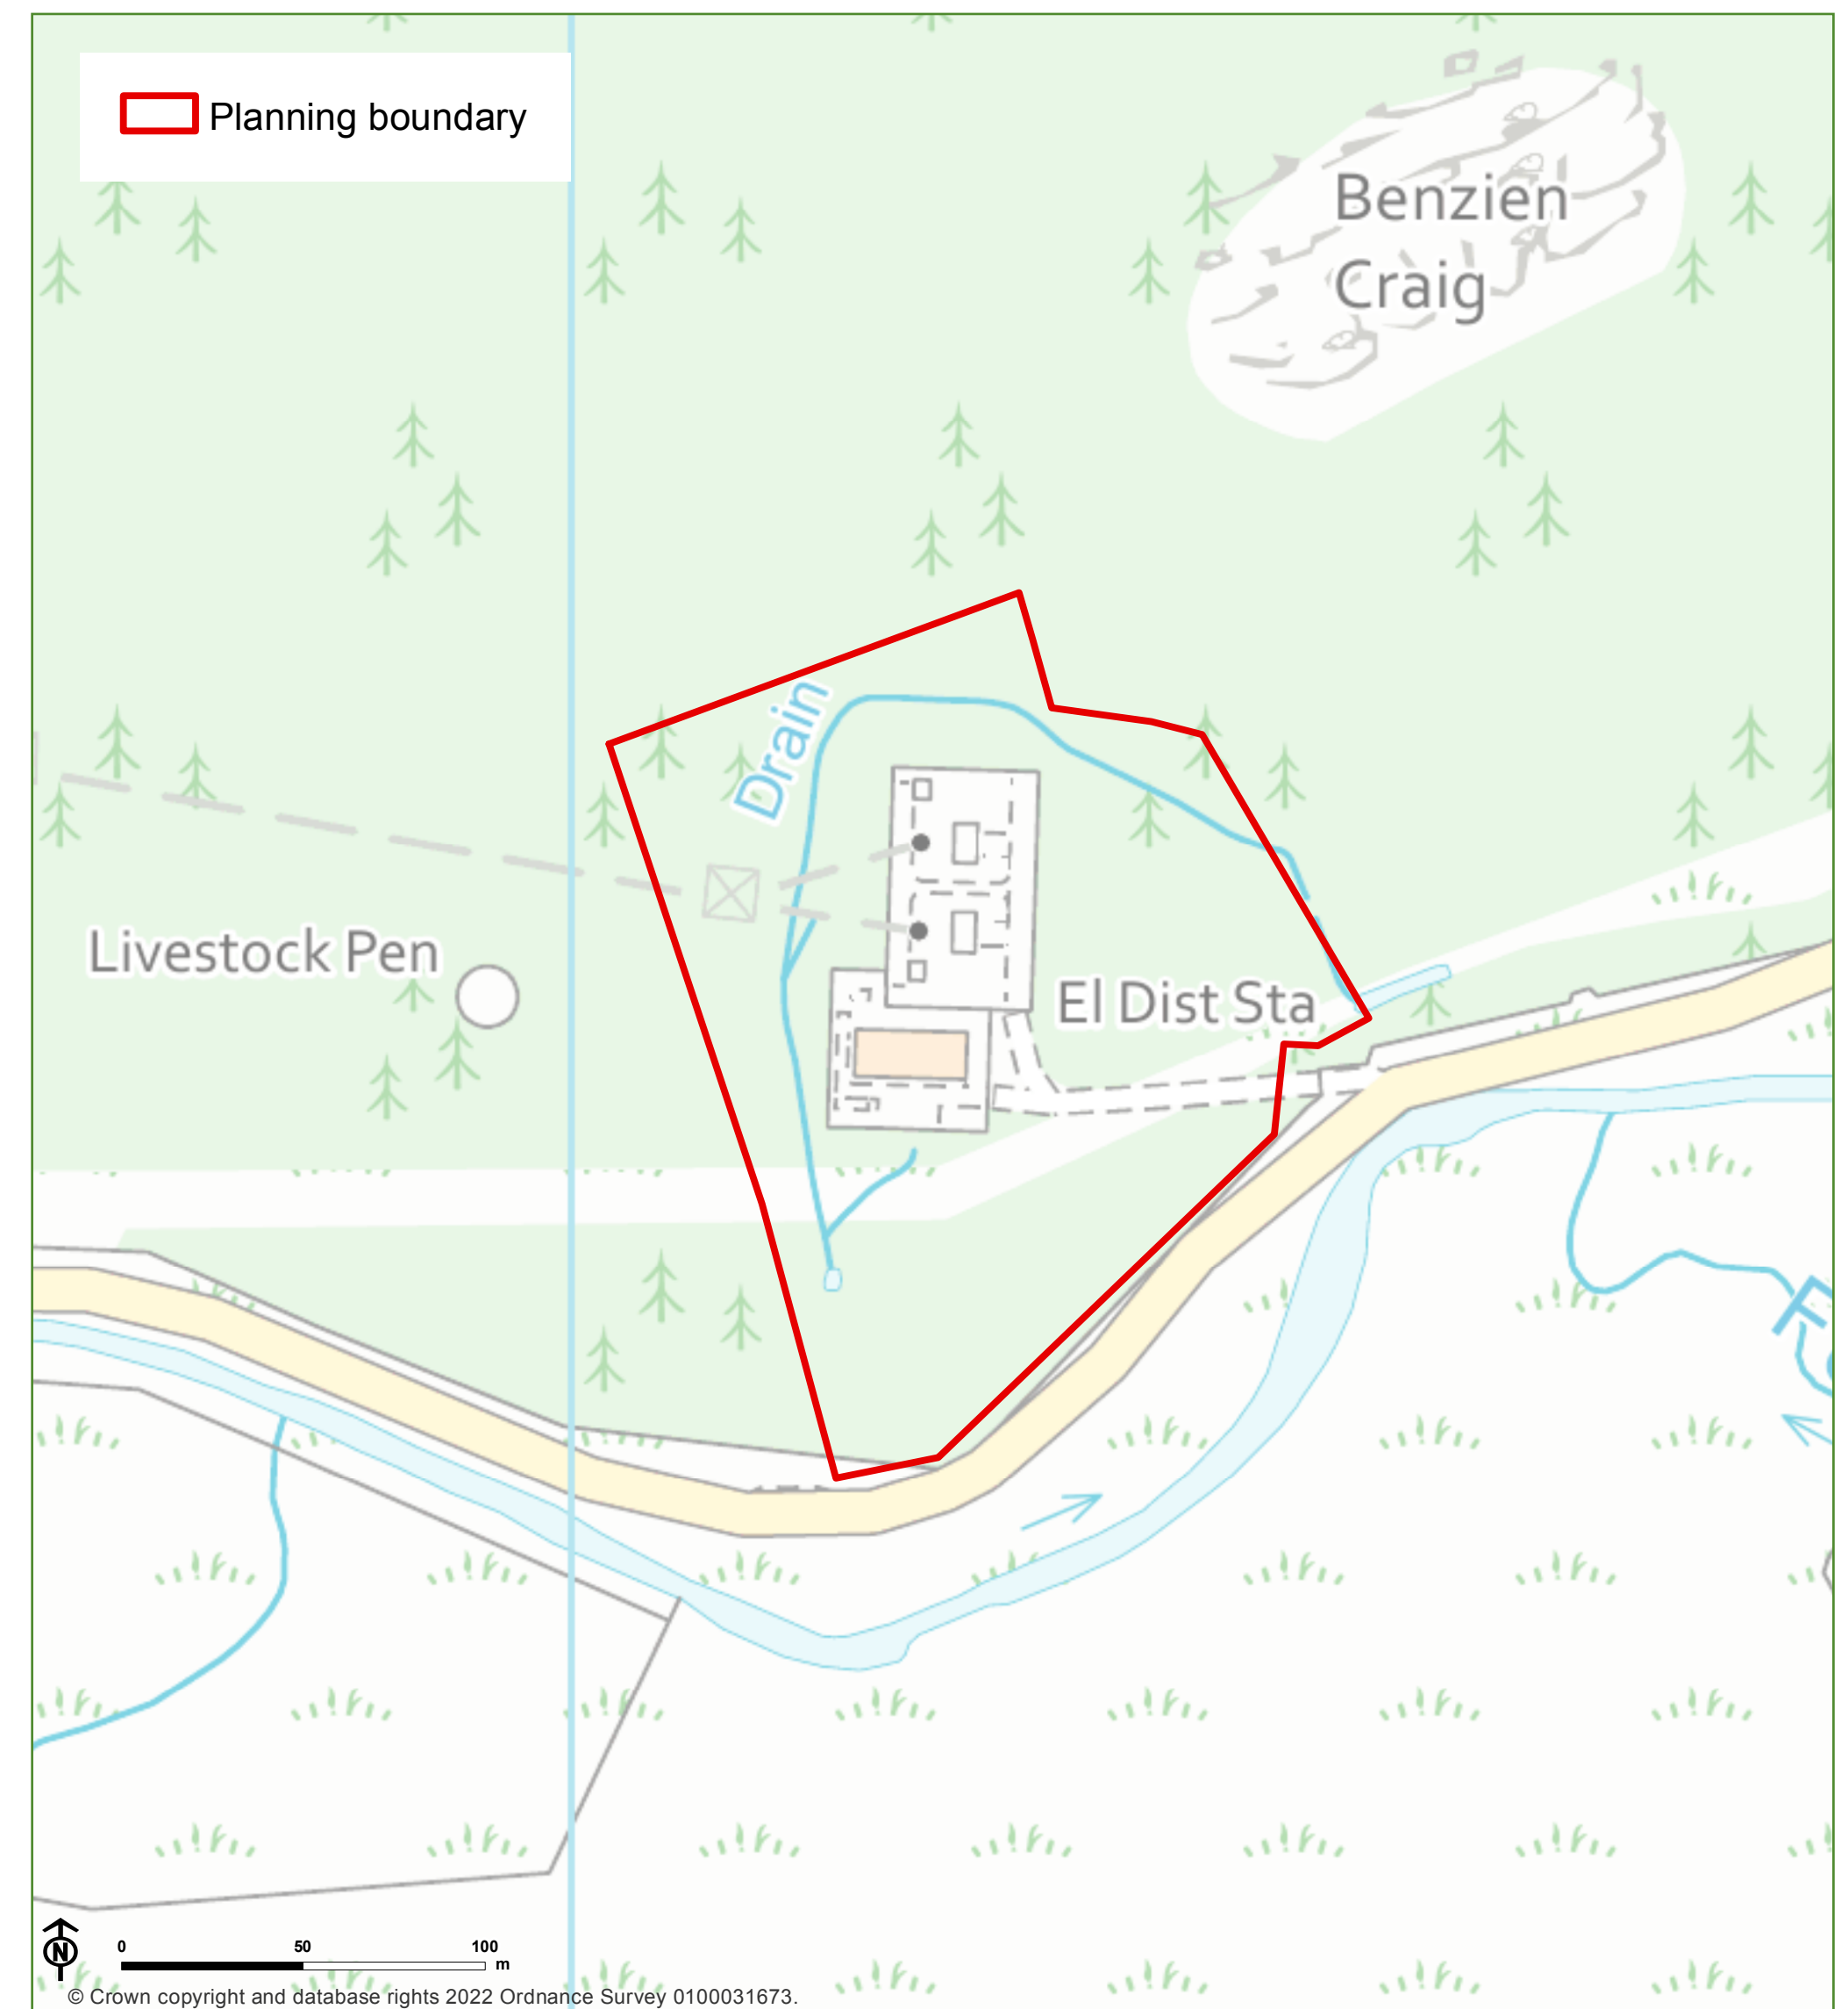 Planning boundary
Benzien
Craig
Drain
Livestock Pen
El Dist Sta
N
0 50 100
m
© Crown copyright and database rights 2022 Ordnance Survey 0100031673.